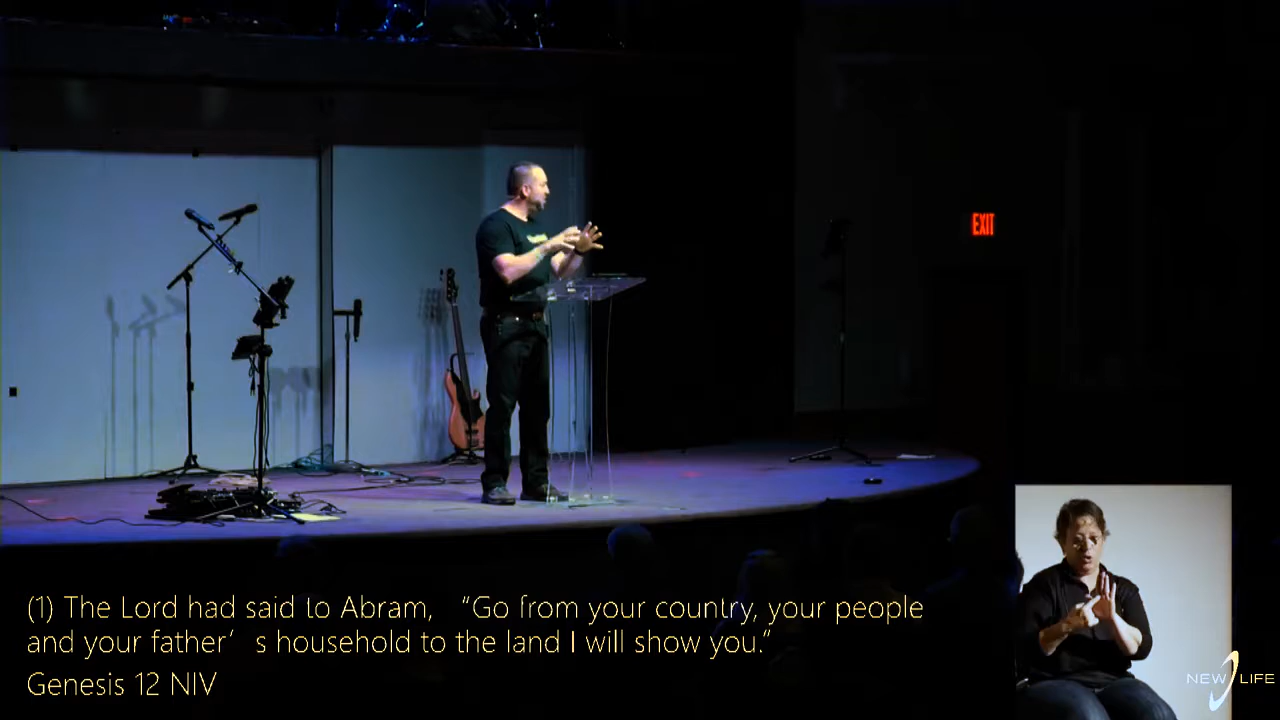 EXIT
(1) The Lord had said to Abram, “Go from your country, your people
and your father’s household to the land I will show you.”
Genesis 12 NIV
NEW LIFE